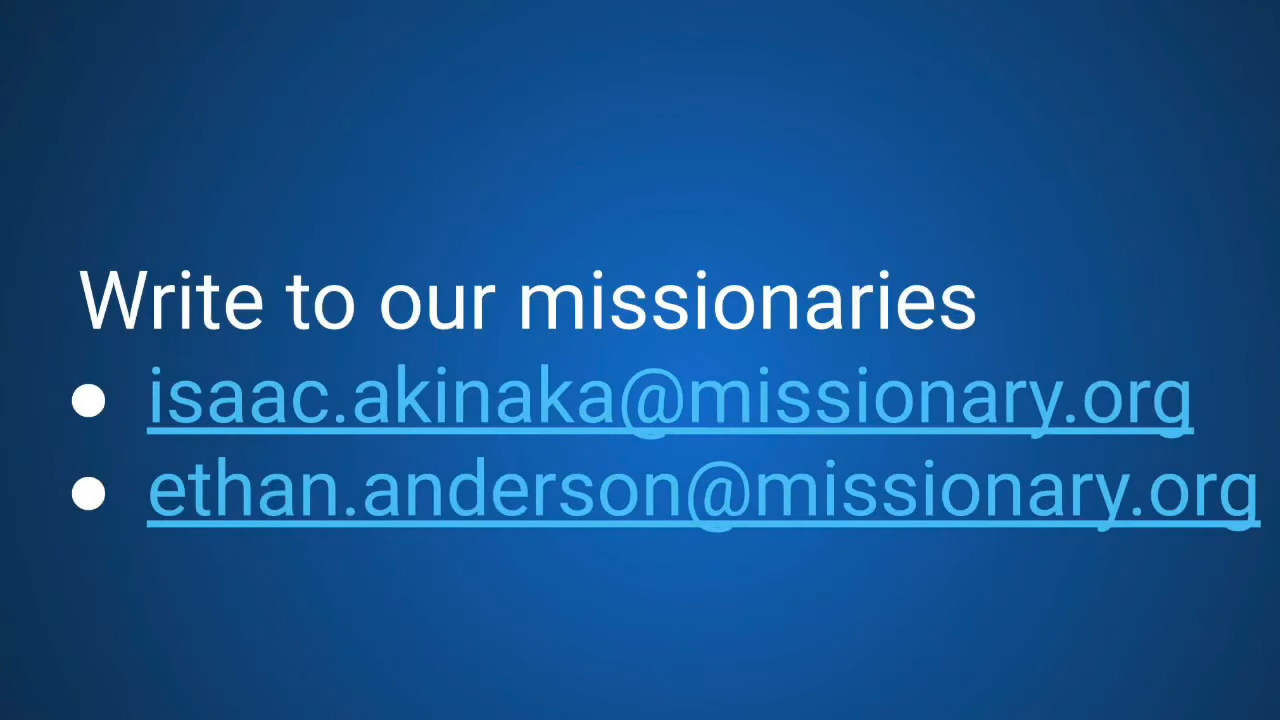 Write to our missionaries
● isaac.akinaka@missionary.org
● ethan.anderson@missionary.org